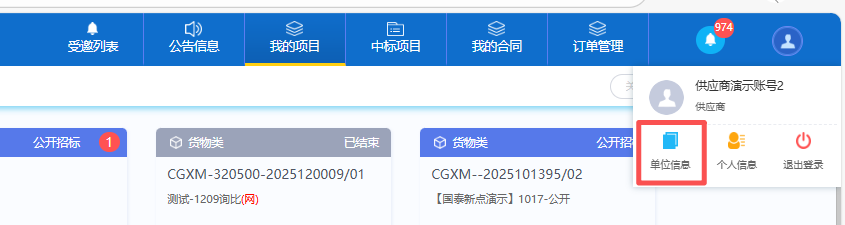 受邀列表
公告信息
我的项目
中标项目
我的合同
订单管理
974
供应商演示账号2
供应商
单位信息
个人信息
退出登录
公开招标
1
货物类
已结束
CGXM-320500-2025120009/01
测试-1209询比(网)
货物类
公开招
CGXM--2025101395/02
【国泰新点演示】1017-公开